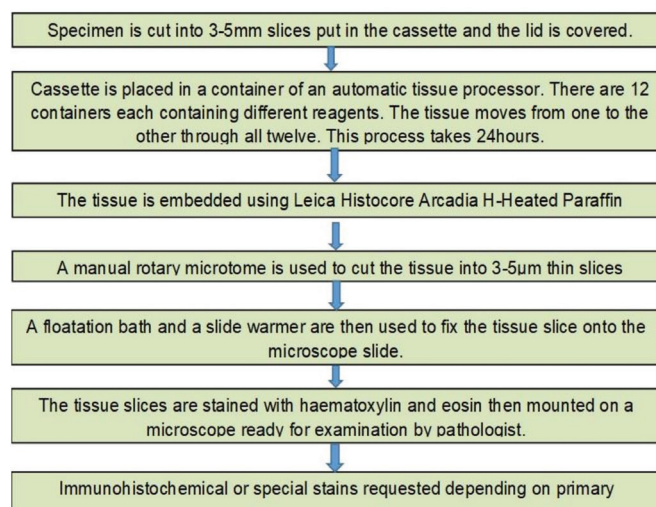 Specimen is cut into 3-5mm slices put in the cassette and the lid is covered.
Cassette is placed in a container of an automatic tissue processor. There are 12
containers each containing different reagents. The tissue moves from one to the
other through all twelve. This process takes 24hours.
The tissue is embedded using Leica Histocore Arcadia H-Heated Paraffin
A manual rotary microtome is used to cut the tissue into 3-5µm thin slices
A floatation bath and a slide warmer are then used to fix the tissue slice onto the
microscope slide.
The tissue slices are stained with haematoxylin and eosin then mounted on a
microscope ready for examination by pathologist.
Immunohistochemical or special stains requested depending on primary